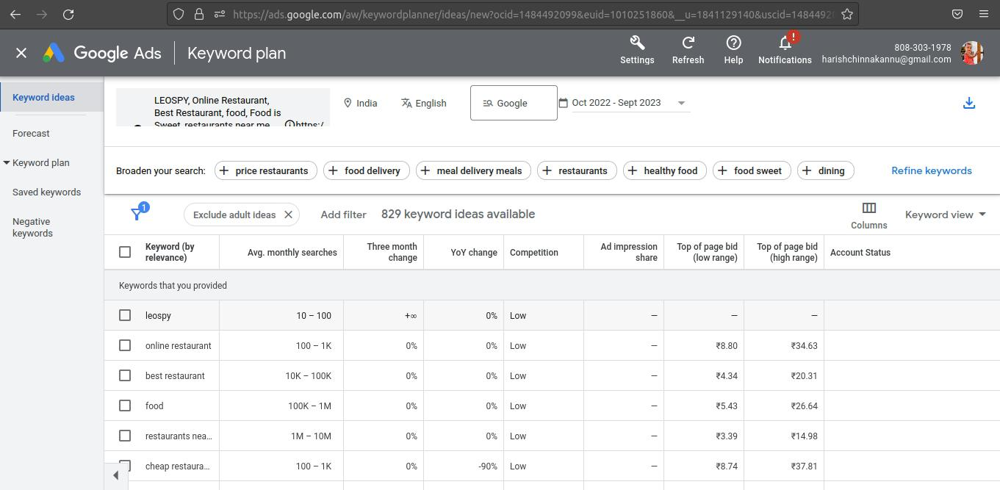 https://ads.google.com/aw/keywordplanner/ideas/new?ocid=1484492099&euid=1010251860&__u=1841129140&uscid=14844920
Google Ads
Keyword plan
Settings
Refresh
Help
!
Notifications
808-303-1978
harishchinnakannu@gmail.com
Keyword ideas
Forecast
Keyword plan
Saved keywords
Negative
keywords
LEOSPY, Online Restaurant,
Best Restaurant, food, Food is
Sweet, restaurants near me
https:/
India
English
Google
Oct 2022 - Sept 2023
Broaden your search:
price restaurants
food delivery
meal delivery meals
restaurants
healthy food
food sweet
dining
Refine keywords
1
Exclude adult ideas
Add filter
829 keyword ideas available
Columns
Keyword view
Keyword (by relevance) Avg. monthly searches Three month change YoY change Competition Ad impression share Top of page bid (low range) Top of page bid (high range) Account Status
Keywords that you provided
leospy 10 – 100 +∞ 0% Low — — —
online restaurant 100 – 1K 0% 0% Low — ₹8.80 ₹34.63
best restaurant 10K – 100K 0% 0% Low — ₹4.34 ₹20.31
food 100K – 1M 0% 0% Low — ₹5.43 ₹26.64
restaurants nea... 1M – 10M 0% 0% Low — ₹3.39 ₹14.98
cheap restaura... 100 – 1K 0% -90% Low — ₹8.74 ₹37.81